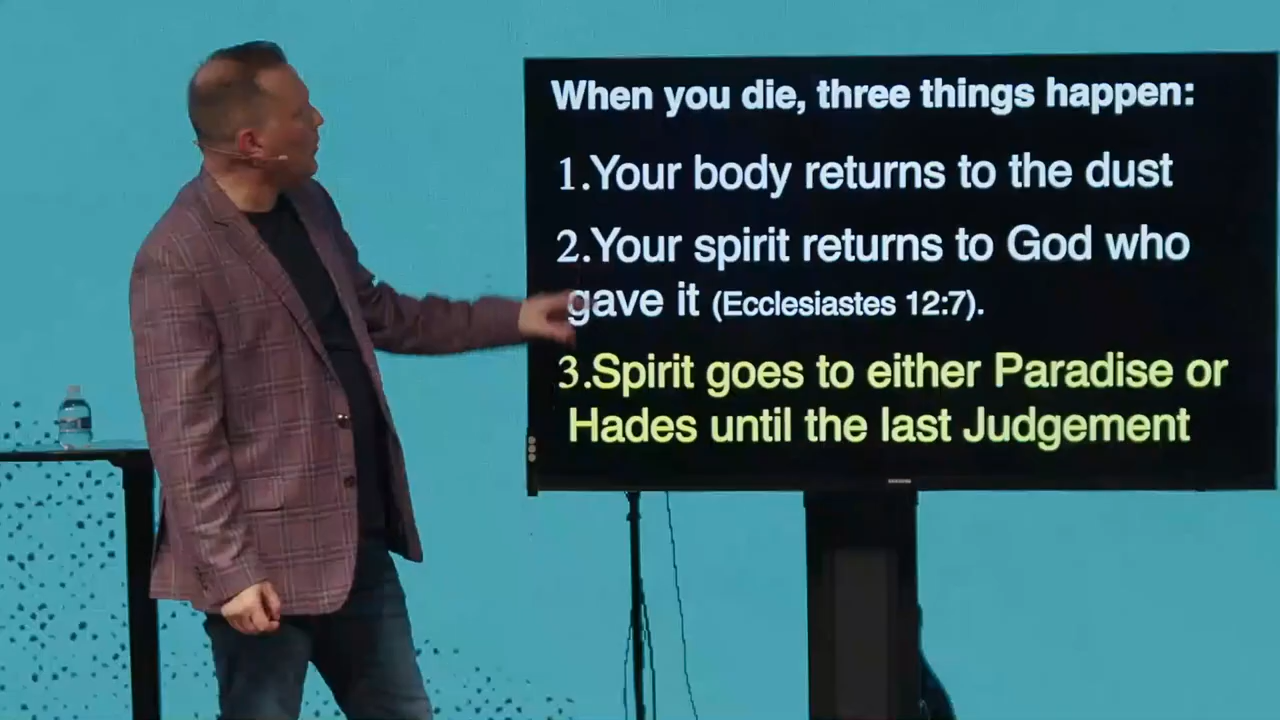 When you die, three things happen:
1.Your body returns to the dust
2.Your spirit returns to God who
gave it (Ecclesiastes 12:7).
3.Spirit goes to either Paradise or
Hades until the last Judgement